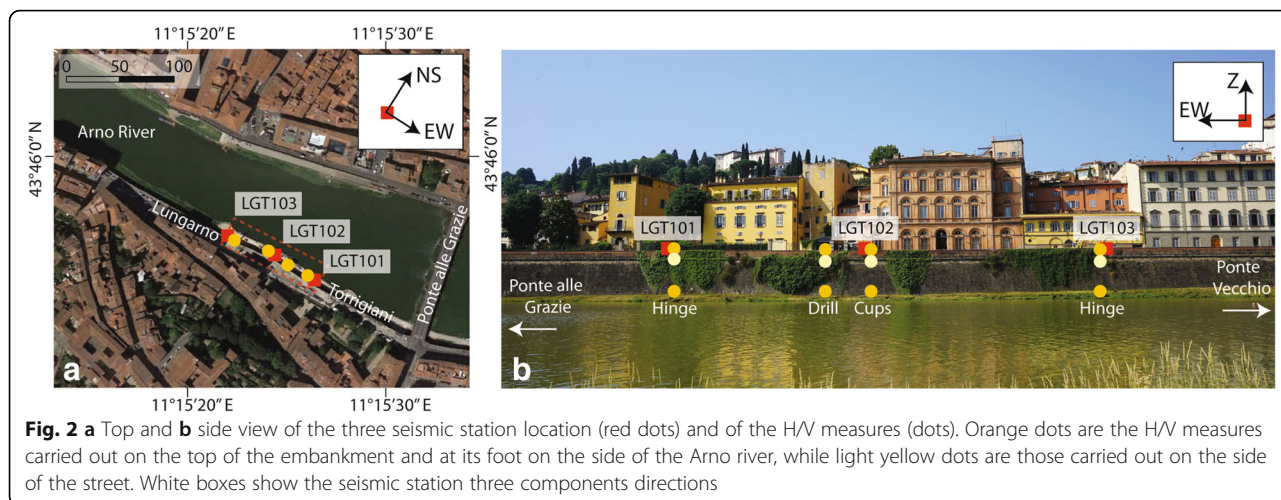 11°15'20" E
11°15'30" E
0 50 100
NS
EW
Arno River
43°46'0" N
43°46'0" N
LGT103
LGT102
LGT101
Lungarno
Torrigiani
Ponte alle Grazie
a
11°15'20" E
11°15'30" E
Z
EW
LGT101
LGT102
LGT103
Ponte alle
Grazie
Hinge
Drill
Cups
Hinge
Ponte
Vecchio
b
Fig. 2 a Top and b side view of the three seismic station location (red dots) and of the H/V measures (dots). Orange dots are the H/V measures
carried out on the top of the embankment and at its foot on the side of the Arno river, while light yellow dots are those carried out on the side
of the street. White boxes show the seismic station three components directions